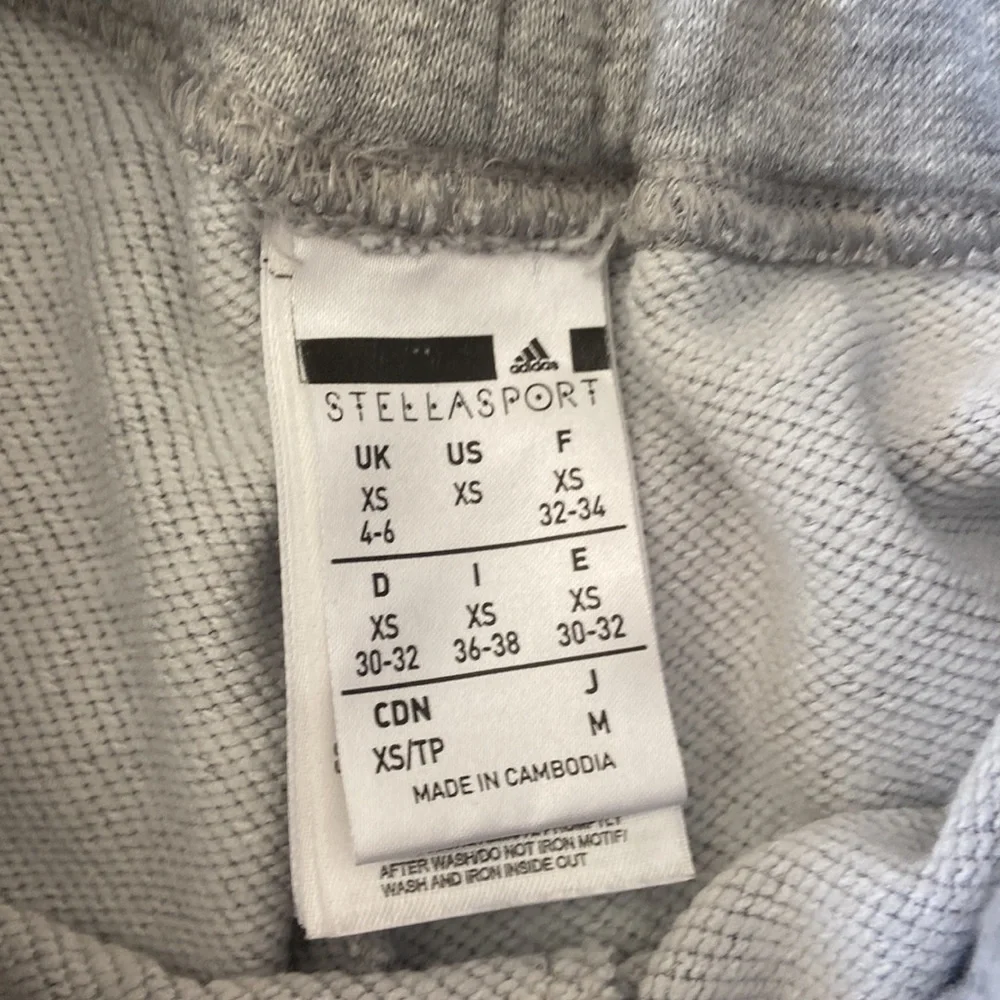 adidas
STELLASPORT
UK US F
XS XS XS
4-6 32-34
D I E
XS XS XS
30-32 36-38 30-32
CDN J
XS/TP M
MADE IN CAMBODIA
AFTER WASH/DO NOT IRON MOTIF/
WASH AND IRON INSIDE OUT